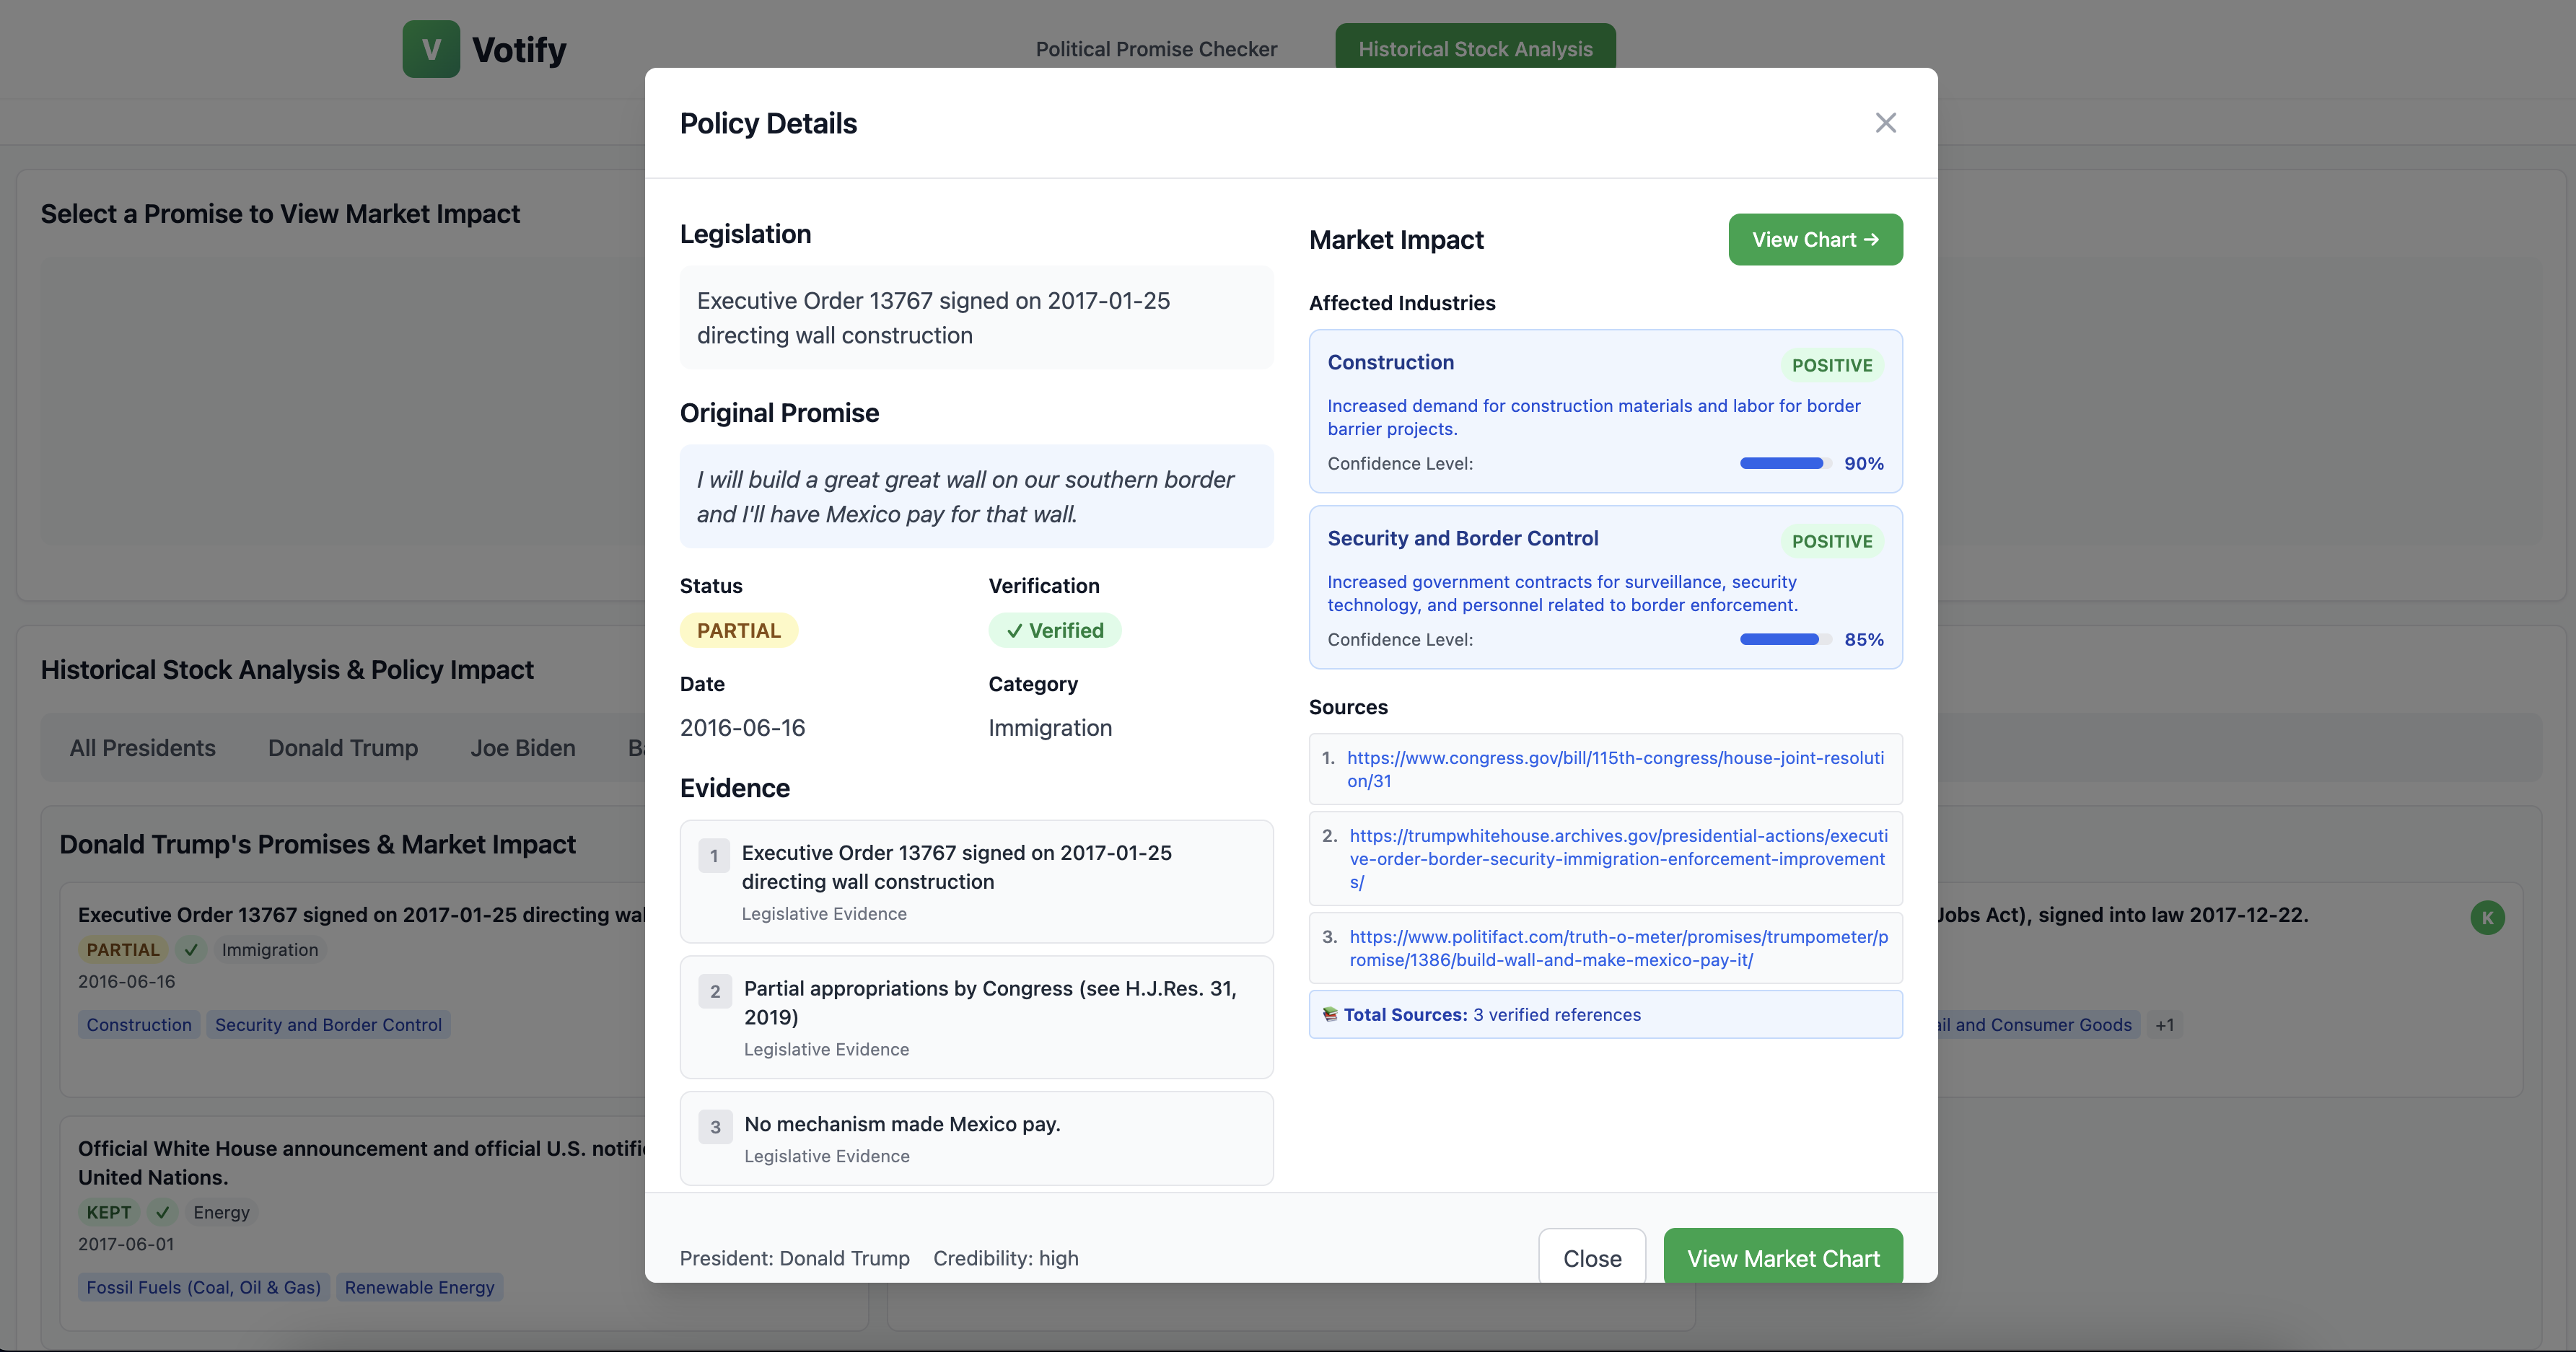 V Votify
Political Promise Checker
Historical Stock Analysis
Select a Promise to View Market Impact
Historical Stock Analysis & Policy Impact
All Presidents
Donald Trump
Joe Biden
Donald Trump's Promises & Market Impact
Executive Order 13767 signed on 2017-01-25 directing
PARTIAL ✓ Immigration
2016-06-16
Construction
Security and Border Control
Official White House announcement and official U.S.
United Nations.
KEPT ✓ Energy
2017-06-01
Fossil Fuels (Coal, Oil & Gas)
Renewable Energy
Jobs Act), signed into law 2017-12-22.
K
and Consumer Goods
+1
Policy Details
Legislation
Executive Order 13767 signed on 2017-01-25
directing wall construction
Original Promise
I will build a great great wall on our southern border
and I'll have Mexico pay for that wall.
Status
PARTIAL
Verification
✓ Verified
Date
2016-06-16
Category
Immigration
Evidence
1
Executive Order 13767 signed on 2017-01-25
directing wall construction
Legislative Evidence
2
Partial appropriations by Congress (see H.J.Res. 31,
2019)
Legislative Evidence
3
No mechanism made Mexico pay.
Legislative Evidence
Market Impact
View Chart →
Affected Industries
Construction
POSITIVE
Increased demand for construction materials and labor for border
barrier projects.
Confidence Level:
90%
Security and Border Control
POSITIVE
Increased government contracts for surveillance, security
technology, and personnel related to border enforcement.
Confidence Level:
85%
Sources
1. https://www.congress.gov/bill/115th-congress/house-joint-resoluti
on/31
2. https://trumpwhitehouse.archives.gov/presidential-actions/executi
ve-order-border-security-immigration-enforcement-improvement
s/
3. https://www.politifact.com/truth-o-meter/promises/trumpometer/p
romise/1386/build-wall-and-make-mexico-pay-it/
Total Sources: 3 verified references
President: Donald Trump
Credibility: high
Close
View Market Chart